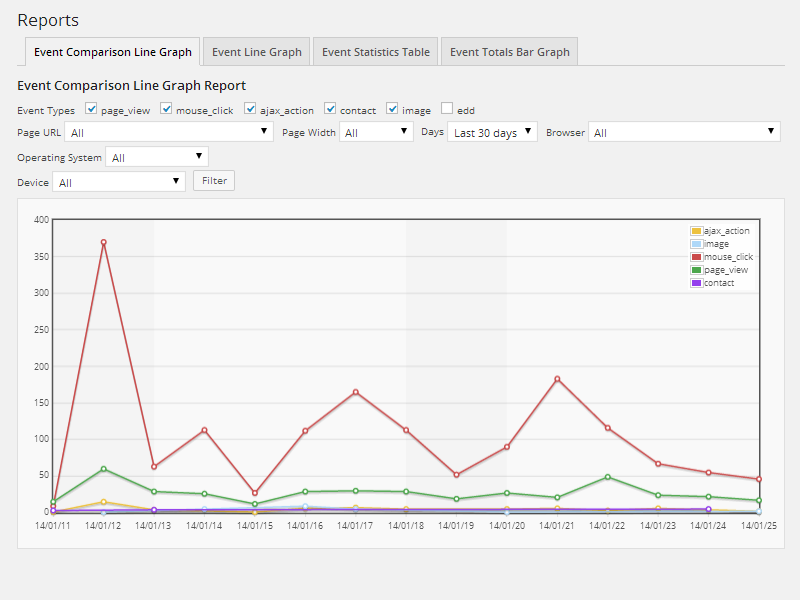 Reports
Event Comparison Line Graph Event Line Graph Event Statistics Table Event Totals Bar Graph
Event Comparison Line Graph Report
Event Types page_view mouse_click ajax_action contact image edd
Page URL All Page Width All Days Last 30 days Browser All
Operating System All
Device All Filter
400
350
300
250
200
150
100
50
0
ajax_action
image
mouse_click
page_view
contact
14/01/11 14/01/12 14/01/13 14/01/14 14/01/15 14/01/16 14/01/17 14/01/18 14/01/19 14/01/20 14/01/21 14/01/22 14/01/23 14/01/24 14/01/25